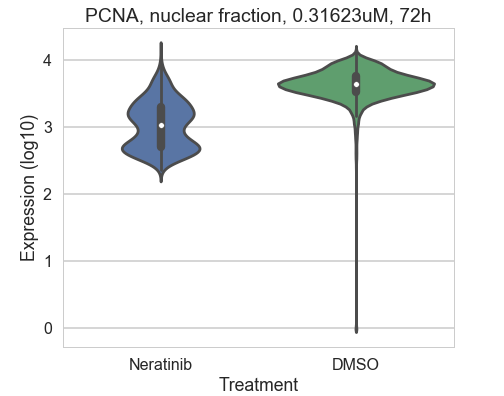 PCNA, nuclear fraction, 0.31623uM, 72h
4
3
2
1
0
Expression (log10)
Neratinib
DMSO
Treatment